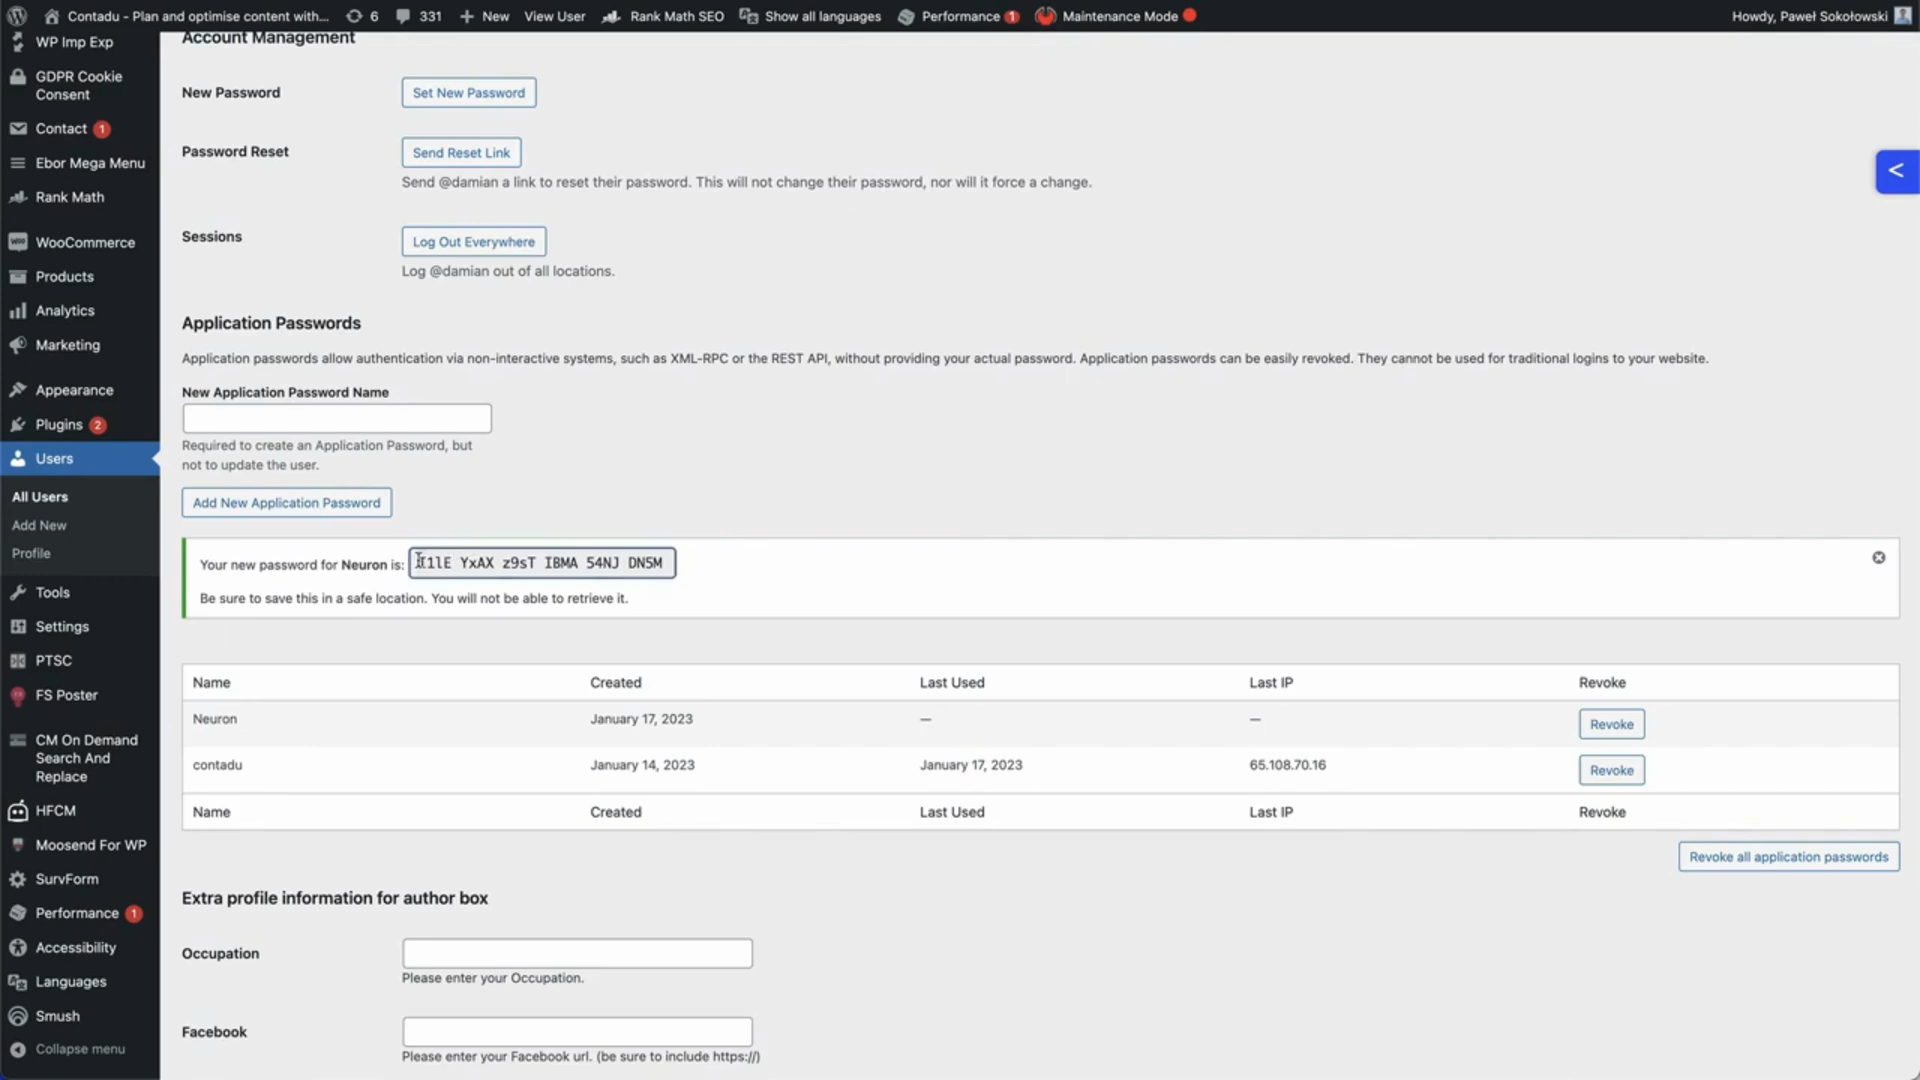 Contadu - Plan and optimise content with...
6
331
New
View User
Rank Math SEO
Show all languages
Performance 1
Maintenance Mode
Howdy, Paweł Sokołowski
WP Imp Exp
GDPR Cookie
Consent
Contact 1
Ebor Mega Menu
Rank Math
WooCommerce
Products
Analytics
Marketing
Appearance
Plugins 2
Users
All Users
Add New
Profile
Tools
Settings
PTSC
FS Poster
CM On Demand
Search And
Replace
HFCM
Moosend For WP
SurvForm
Performance 1
Accessibility
Languages
Smush
Collapse menu
Account Management
New Password
Set New Password
Password Reset
Send Reset Link
Send @damian a link to reset their password. This will not change their password, nor will it force a change.
Sessions
Log Out Everywhere
Log @damian out of all locations.
Application Passwords
Application passwords allow authentication via non-interactive systems, such as XML-RPC or the REST API, without providing your actual password. Application passwords can be easily revoked. They cannot be used for traditional logins to your website.
New Application Password Name
Required to create an Application Password, but
not to update the user.
Add New Application Password
Your new password for Neuron is: YxAX z9sT IBMA 54NJ DN5M
Be sure to save this in a safe location. You will not be able to retrieve it.
Name Created Last Used Last IP Revoke
Neuron January 17, 2023 — — Revoke
contadu January 14, 2023 January 17, 2023 65.108.70.16 Revoke
Name Created Last Used Last IP Revoke
Revoke all application passwords
Extra profile information for author box
Occupation
Please enter your Occupation.
Facebook
Please enter your Facebook url. (be sure to include https://)